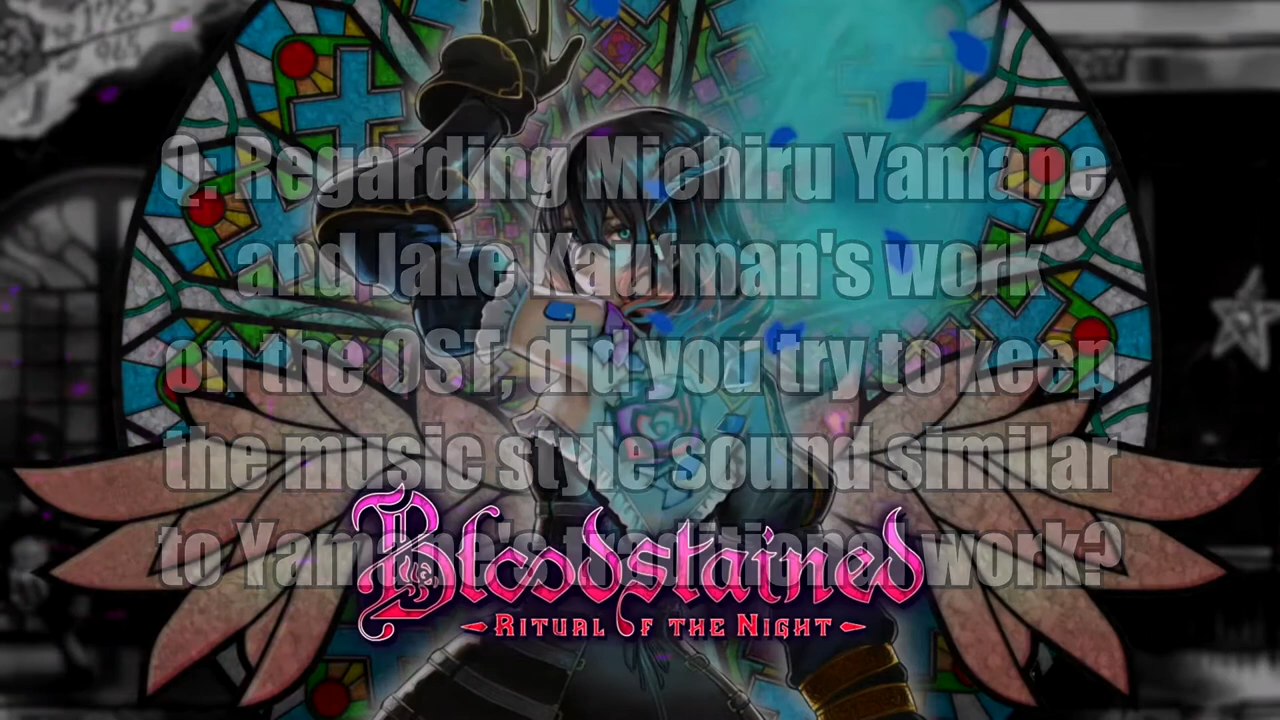 Q: Regarding Michiru Yamane
and Jake Kaufman's work
on the OST, did you try to keep
the music style sound similar
to Yamane's traditional work?
Bloodstained
RITUAL OF THE NIGHT